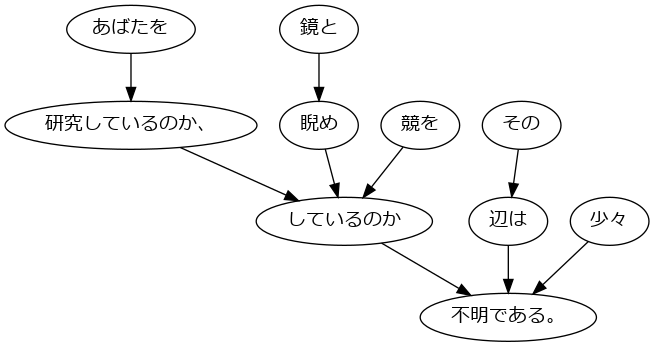 あばたを
鏡と
研究しているのか、
睨め
競を
その
しているのか
辺は
少々
不明である。